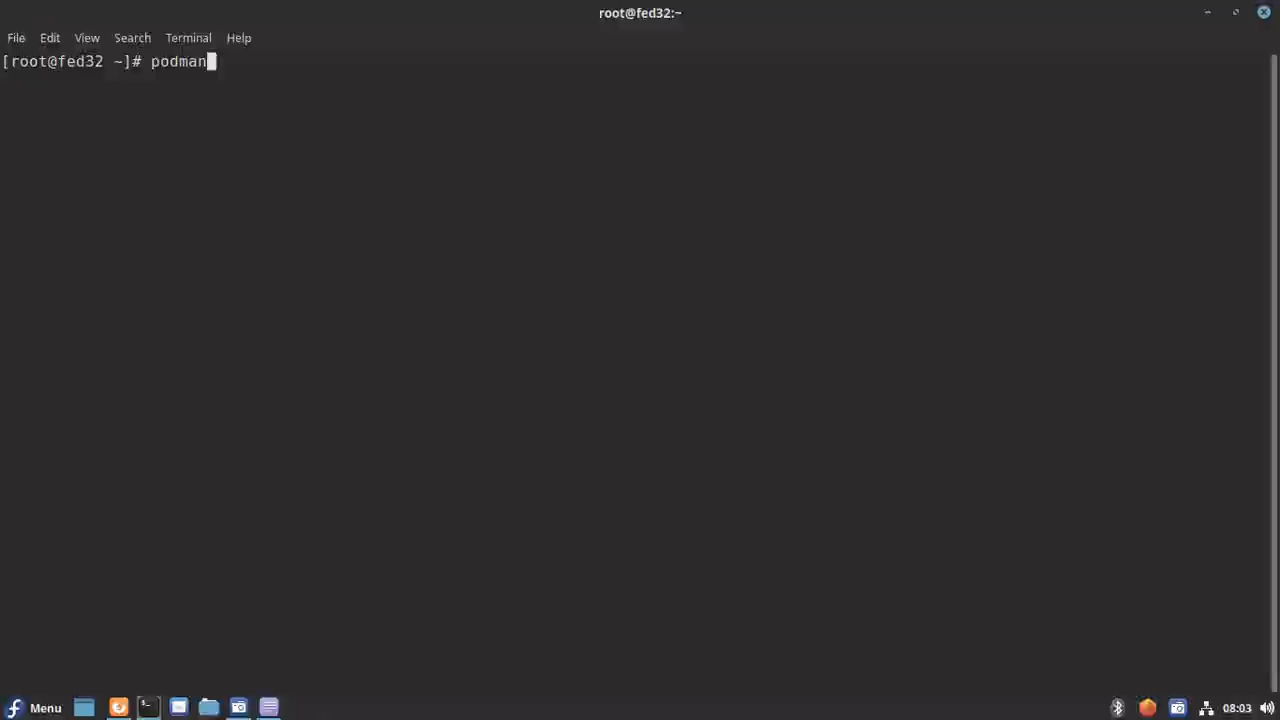 root@fed32:~
File Edit View Search Terminal Help
[root@fed32 ~]# podman
Menu
08:03